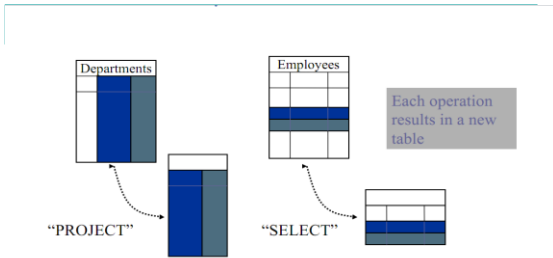 Departments
Employees
Each operation
results in a new
table
“PROJECT”
“SELECT”